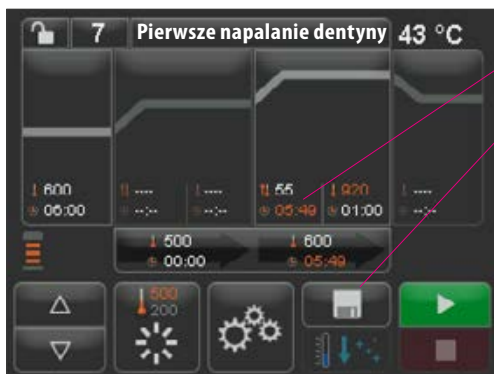 7 Pierwsze napalanie dentyny 43 °C
600 ---- ---- 55 920 ----
06:00 --:-- --:-- 05:49 01:00 --:--
500 600
00:00 05:49
500
200